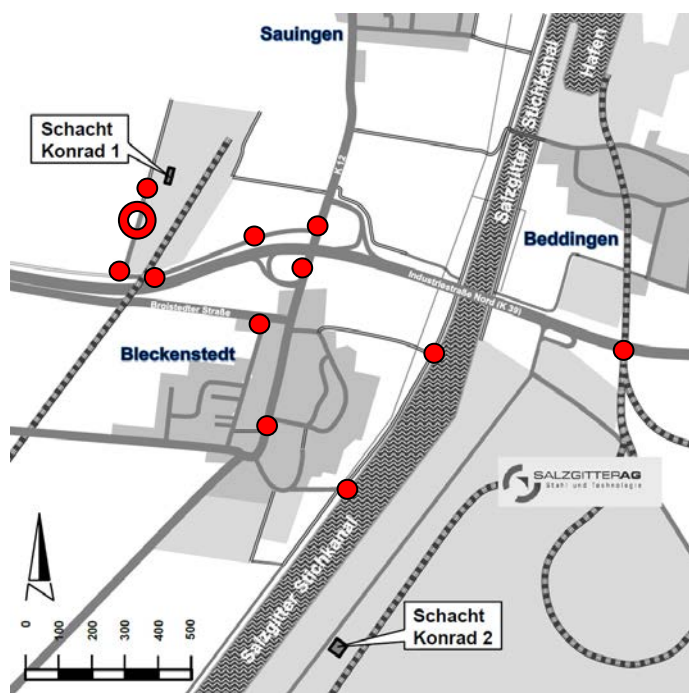 Sauingen
Schacht
Konrad 1
Hafen
Salzgitter Stichkanal
K 12
Beddingen
Industriestraße Nord (K 39)
Broistedter Straße
Bleckenstedt
SALZGITTERAG
Stahl und Technologie
Salzgitter Stichkanal
N
0
100
200
300
400
500
Schacht
Konrad 2